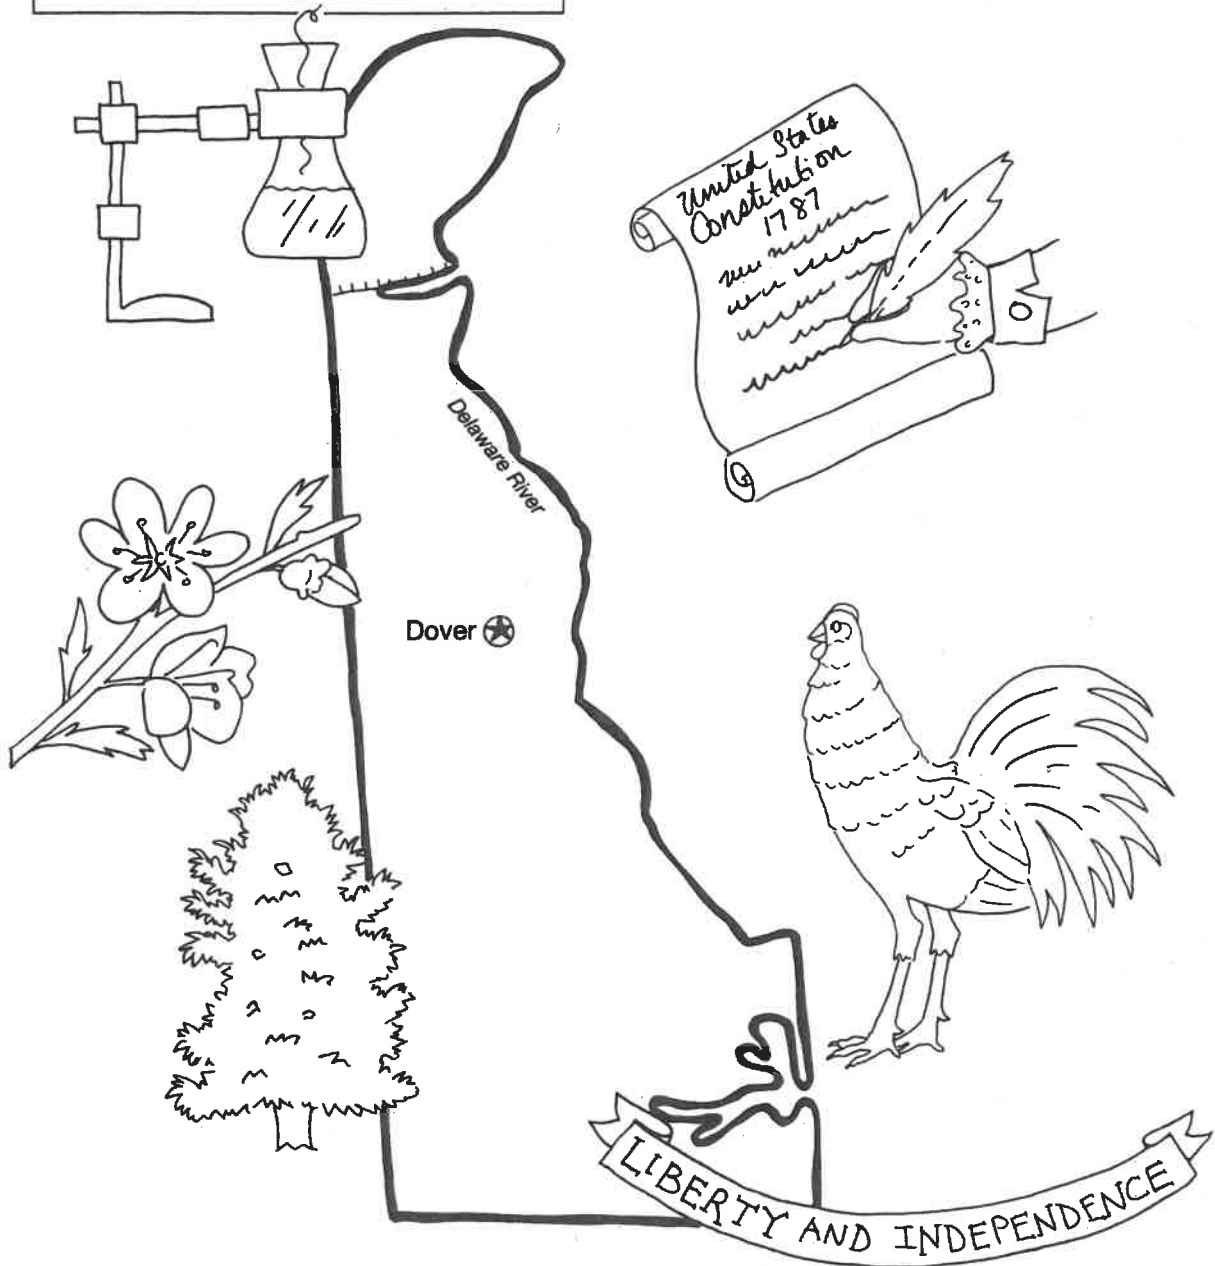 United States
Constitution
1787
Delaware River
Dover
LIBERTY AND INDEPENDENCE